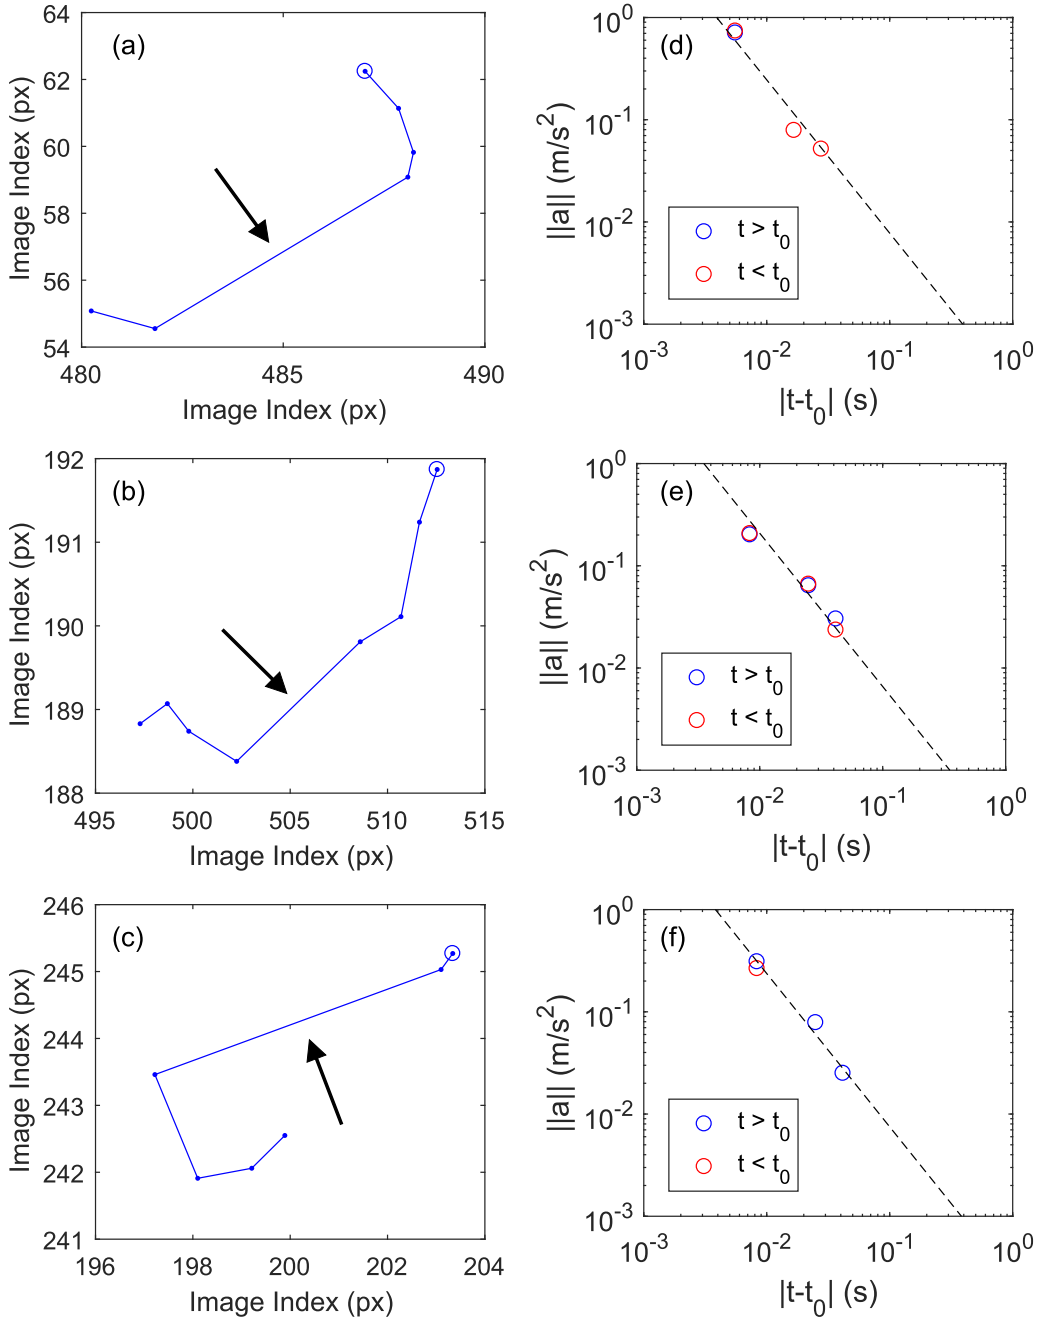 (a)
64
62
60
58
56
54
480
485
490
Image Index (px)
Image Index (px)
(d)
10^0
10^-1
10^-2
10^-3
10^-3
10^-2
10^-1
10^0
||a|| (m/s^2)
|t-t_0| (s)
t > t_0
t < t_0
(b)
192
191
190
189
188
495
500
505
510
515
Image Index (px)
Image Index (px)
(e)
10^0
10^-1
10^-2
10^-3
10^-3
10^-2
10^-1
10^0
||a|| (m/s^2)
|t-t_0| (s)
t > t_0
t < t_0
(c)
246
245
244
243
242
241
196
198
200
202
204
Image Index (px)
Image Index (px)
(f)
10^0
10^-1
10^-2
10^-3
10^-3
10^-2
10^-1
10^0
||a|| (m/s^2)
|t-t_0| (s)
t > t_0
t < t_0